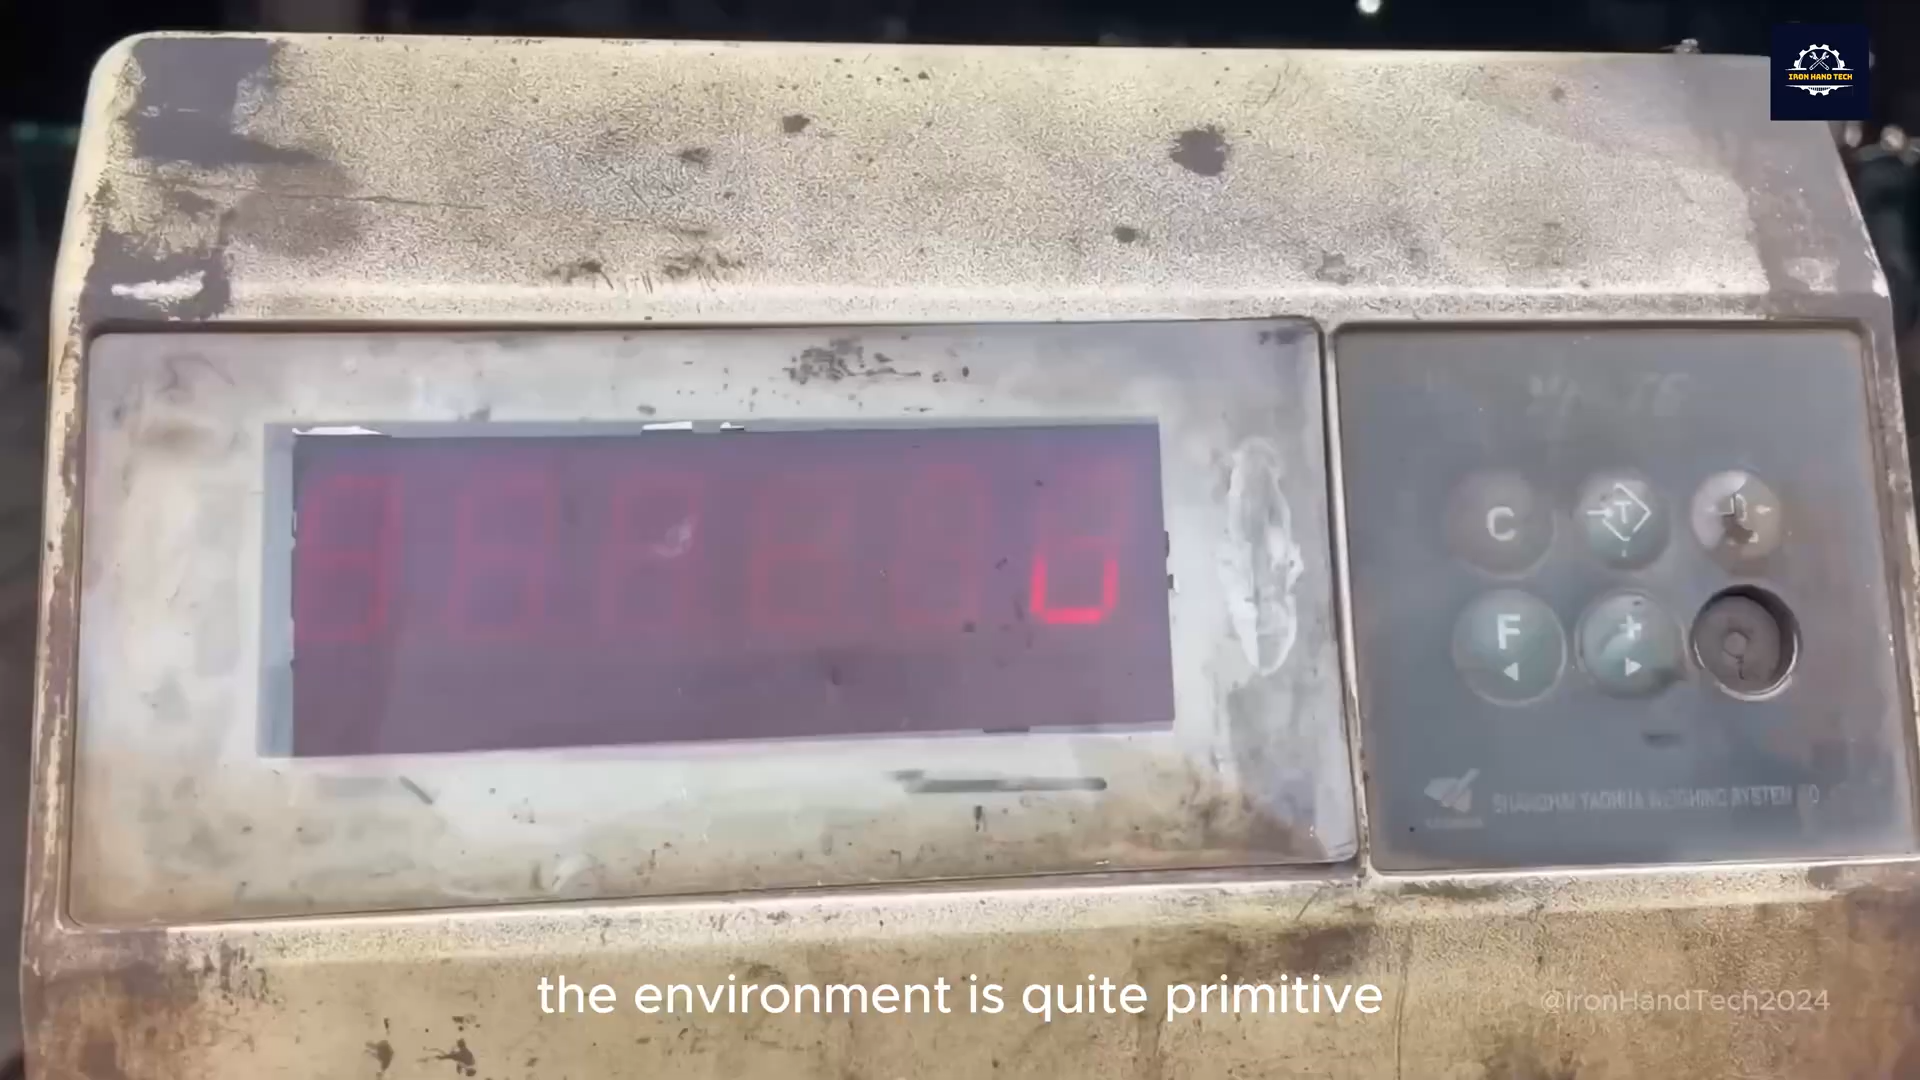 IRON HAND TECH
C
T
F
+
SHANGHAI YAOHUA WEIGHING SYSTEM CO
the environment is quite primitive
@IronHandTech2024